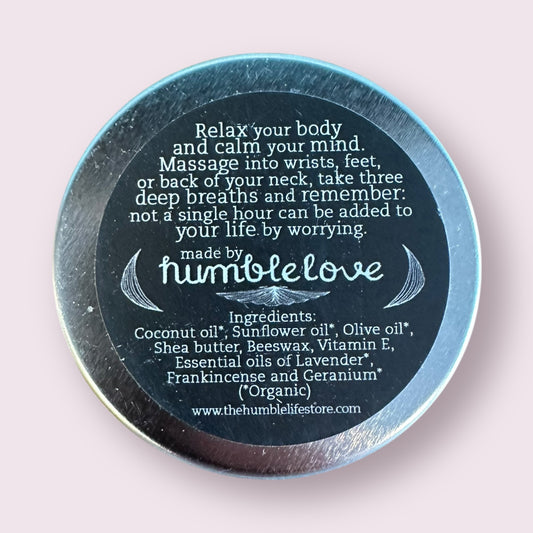 Relax your body
and calm your mind.
Massage into wrists, feet,
or back of your neck, take three
deep breaths and remember:
not a single hour can be added to
your life by worrying.
made by
humblelove
Ingredients:
Coconut oil*, Sunflower oil*, Olive oil*,
Shea butter, Beeswax, Vitamin E,
Essential oils of Lavender*,
Frankincense and Geranium*
(*Organic)
www.thehumblelifestore.com